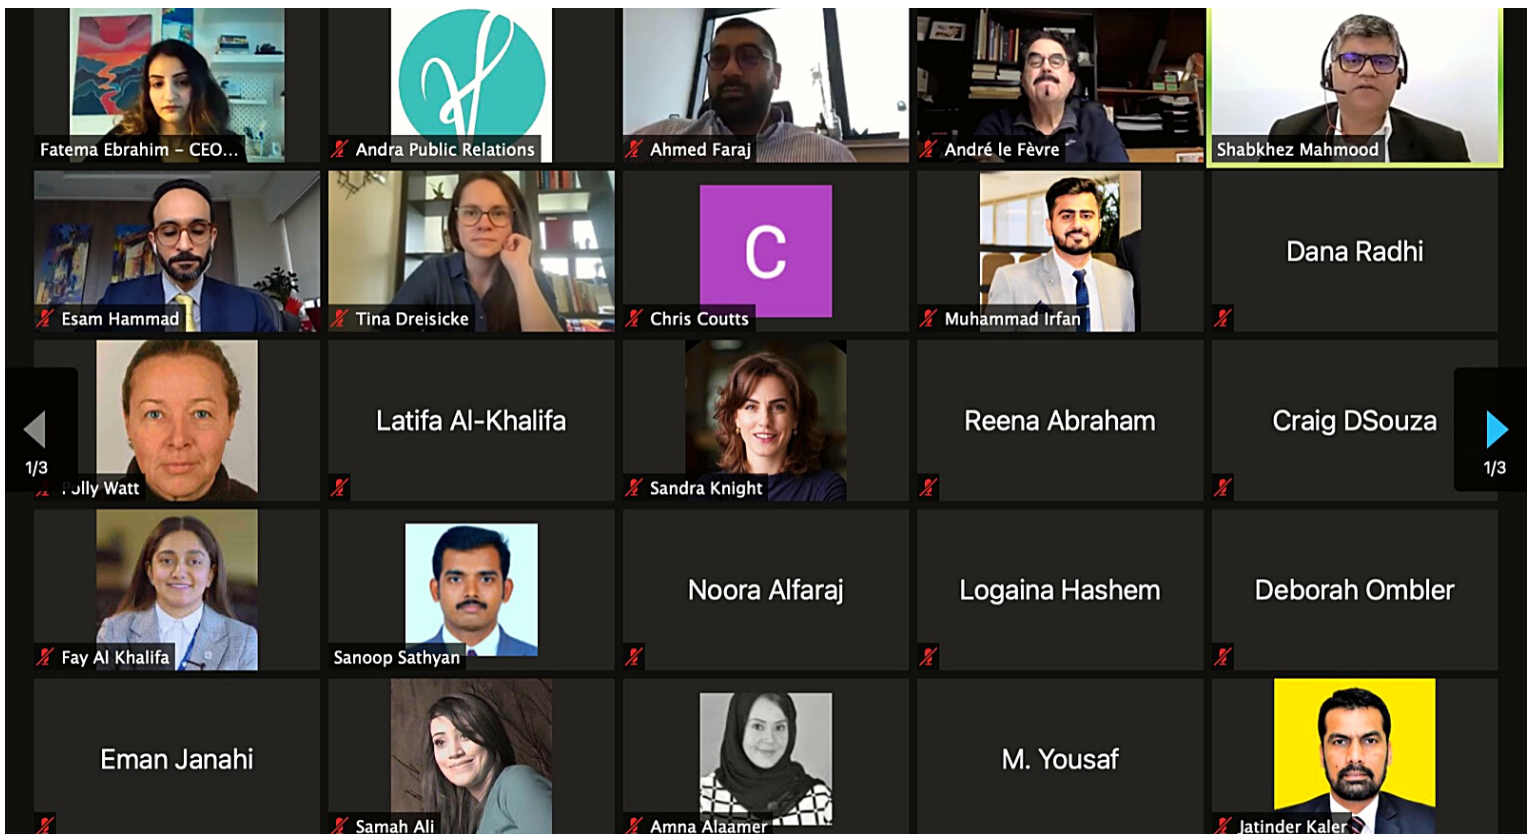 Fatema Ebrahim – CEO...
Andra Public Relations
Ahmed Faraj
André le Fèvre
Shabkhez Mahmood
Esam Hammad
Tina Dreisicke
C
Chris Coutts
Muhammad Irfan
Dana Radhi
1/3
Polly Watt
Latifa Al-Khalifa
Sandra Knight
Reena Abraham
Craig DSouza
1/3
Fay Al Khalifa
Sanoop Sathyan
Noora Alfaraj
Logaina Hashem
Deborah Ombler
Eman Janahi
Samah Ali
Amna Alaamer
M. Yousaf
Jatinder Kaler